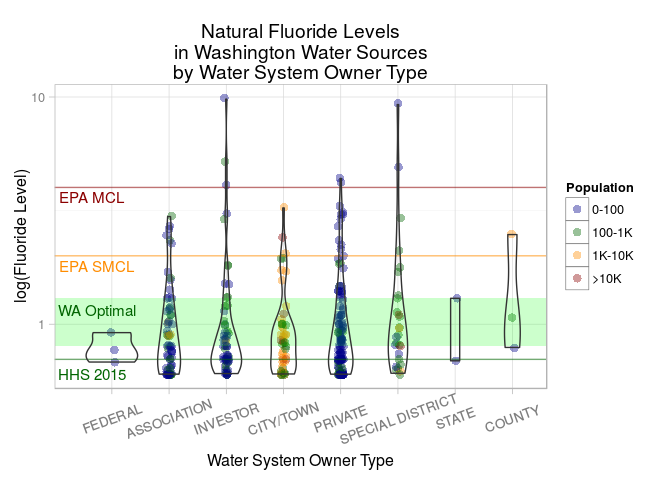 Natural Fluoride Levels
in Washington Water Sources
by Water System Owner Type
log(Fluoride Level)
10
1
EPA MCL
EPA SMCL
WA Optimal
HHS 2015
FEDERAL
ASSOCIATION
INVESTOR
CITY/TOWN
PRIVATE
SPECIAL DISTRICT
STATE
COUNTY
Water System Owner Type
Population
0-100
100-1K
1K-10K
>10K